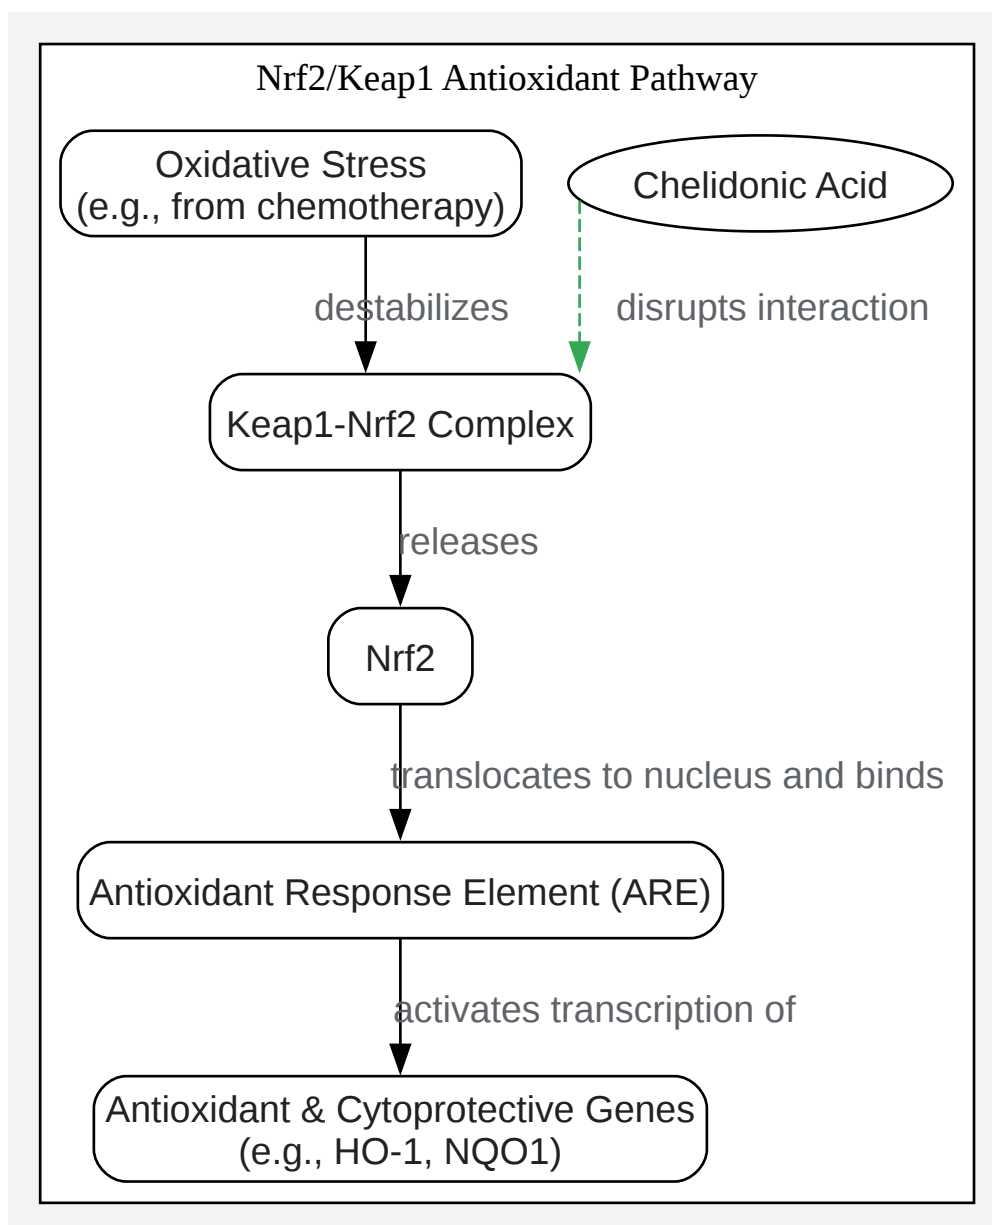 Nrf2/Keap1 Antioxidant Pathway
Oxidative Stress
(e.g., from chemotherapy)
Chelidonic Acid
destabilizes
disrupts interaction
Keap1-Nrf2 Complex
releases
Nrf2
translocates to nucleus and binds
Antioxidant Response Element (ARE)
activates transcription of
Antioxidant & Cytoprotective Genes
(e.g., HO-1, NQO1)